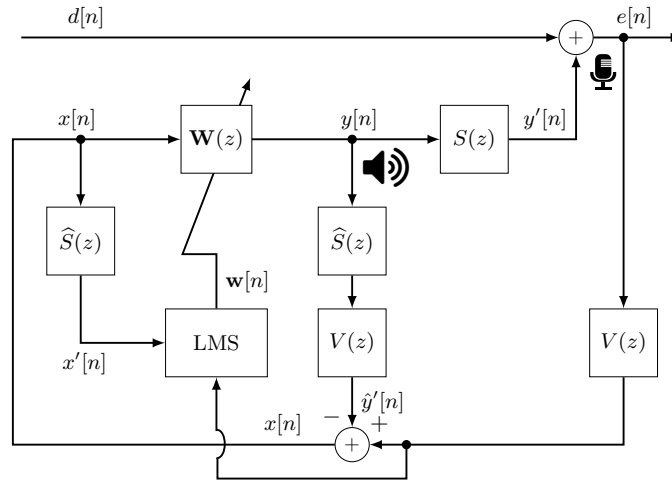 d[n]
e[n]
+
x[n]
W(z)
y[n]
S(z)
y′[n]
Ŝ(z)
Ŝ(z)
w[n]
x′[n]
LMS
V(z)
V(z)
− ŷ′[n]
+
x[n]
+